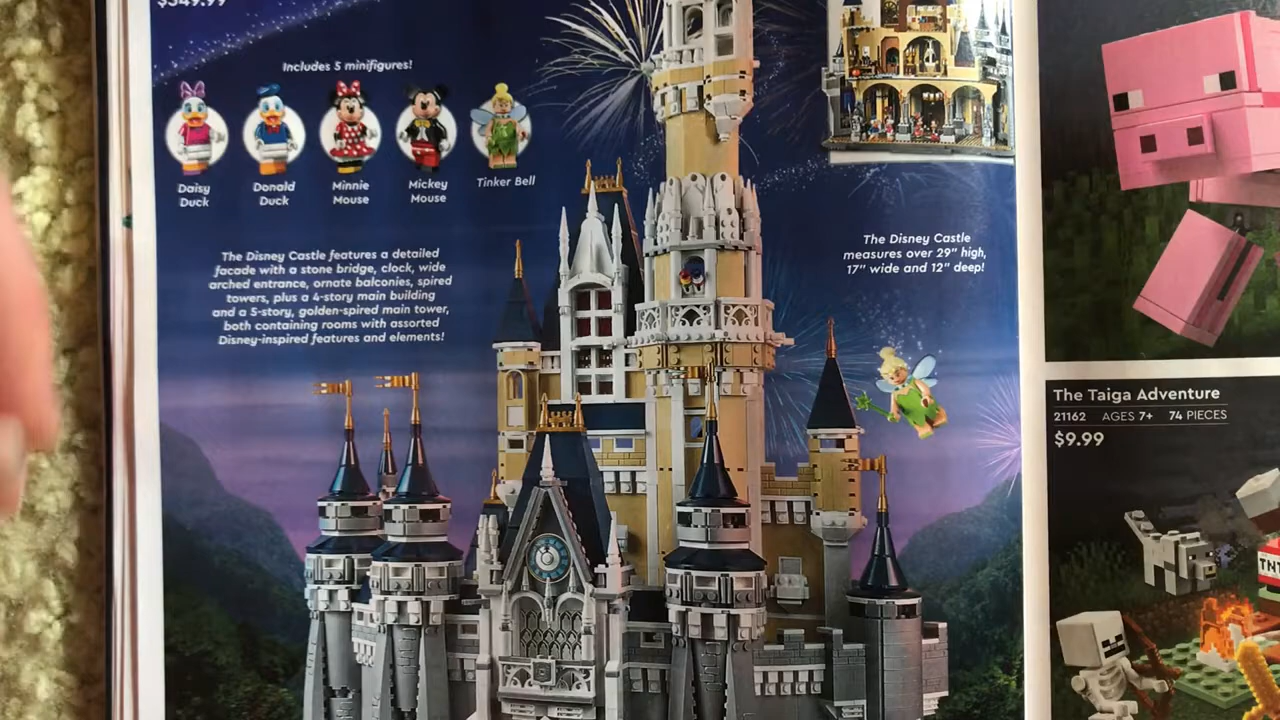 $349.99
Includes 5 minifigures!
Daisy
Duck
Donald
Duck
Minnie
Mouse
Mickey
Mouse
Tinker Bell
The Disney Castle features a detailed
facade with a stone bridge, clock, wide
arched entrance, ornate balconies, spired
towers, plus a 4-story main building
and a 5-story, golden-spired main tower,
both containing rooms with assorted
Disney-inspired features and elements!
The Disney Castle
measures over 29" high,
17" wide and 12" deep!
The Taiga Adventure
21162 AGES 7+ 74 PIECES
$9.99
TNT